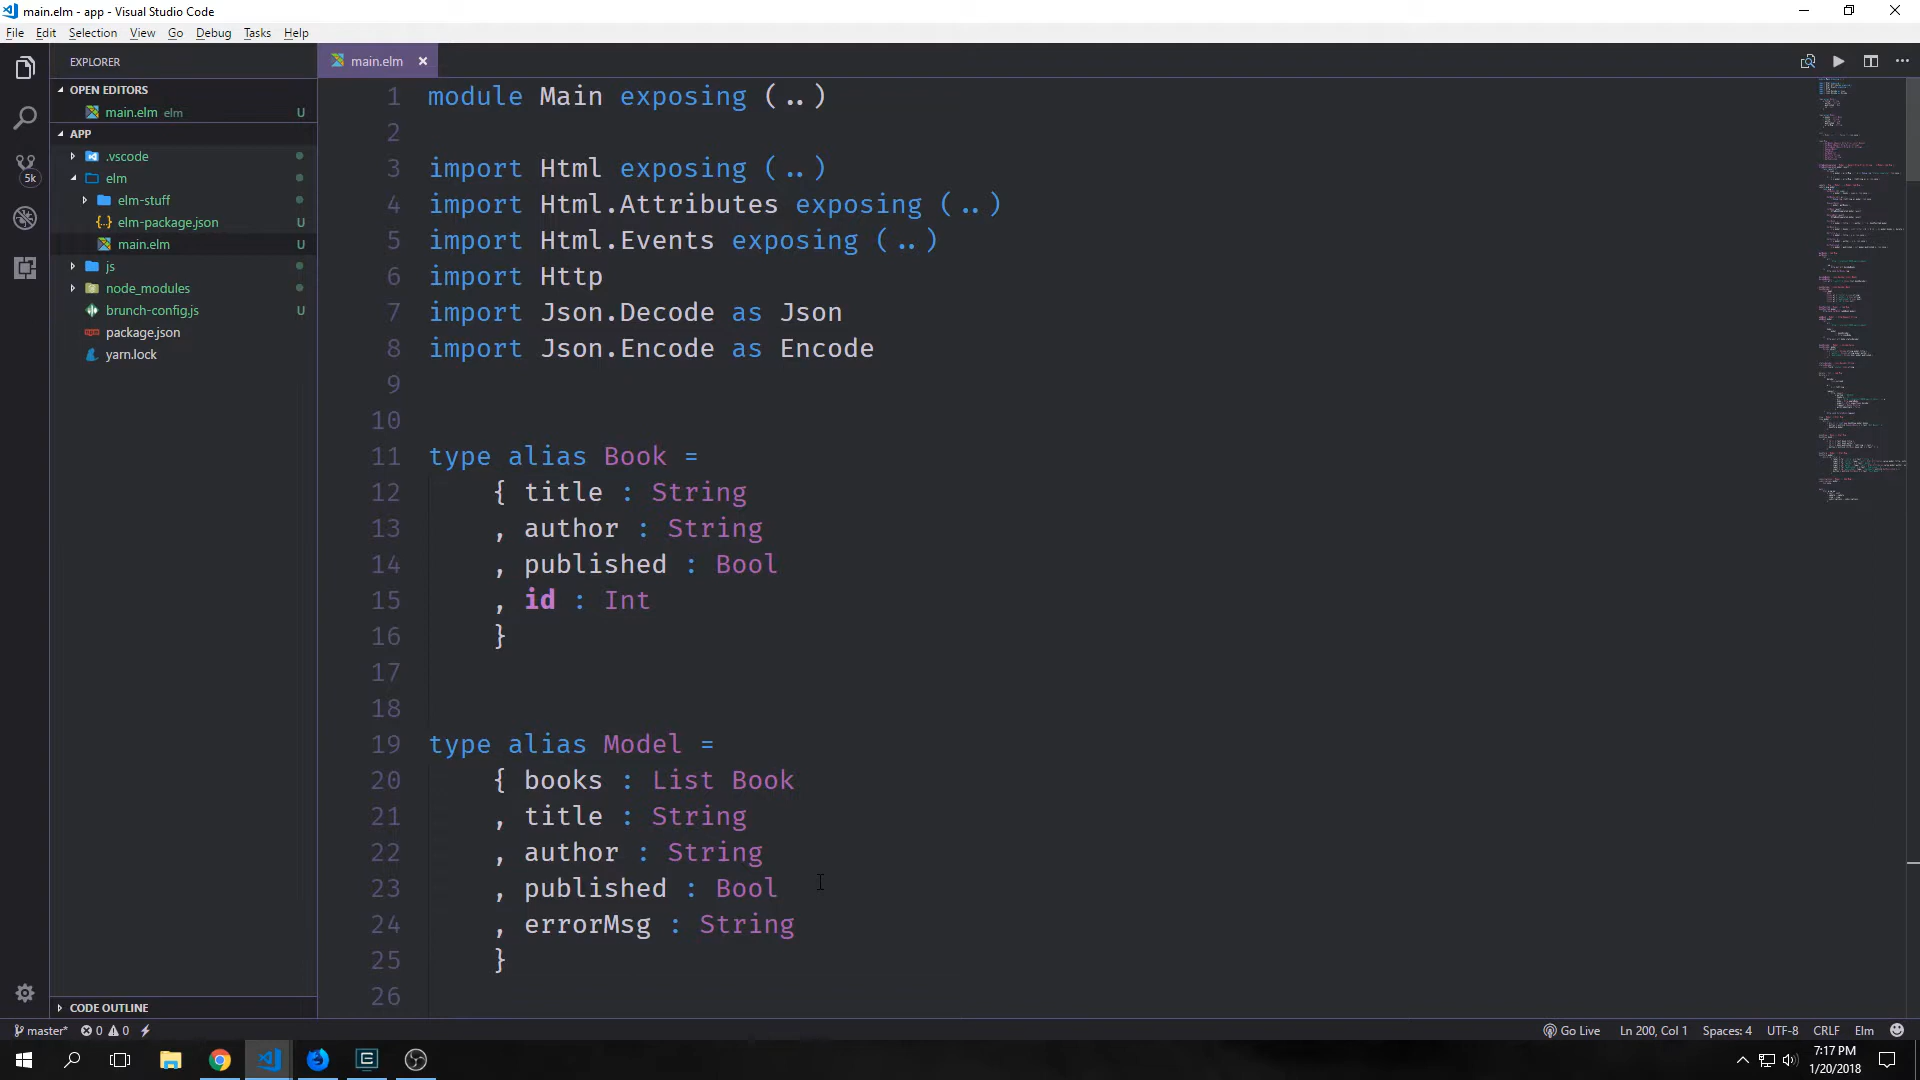 main.elm - app - Visual Studio Code
File Edit Selection View Go Debug Tasks Help
EXPLORER
main.elm
OPEN EDITORS
main.elm elm U
APP
.vscode
elm
elm-stuff
elm-package.json U
main.elm U
js
node_modules
brunch-config.js U
package.json
yarn.lock
CODE OUTLINE
5k
1 module Main exposing (..)
2
3 import Html exposing (..)
4 import Html.Attributes exposing (..)
5 import Html.Events exposing (..)
6 import Http
7 import Json.Decode as Json
8 import Json.Encode as Encode
9
10
11 type alias Book =
12 { title : String
13 , author : String
14 , published : Bool
15 , id : Int
16 }
17
18
19 type alias Model =
20 { books : List Book
21 , title : String
22 , author : String
23 , published : Bool
24 , errorMsg : String
25 }
26
master* 0 0 Go Live Ln 200, Col 1 Spaces: 4 UTF-8 CRLF Elm
7:17 PM
1/20/2018